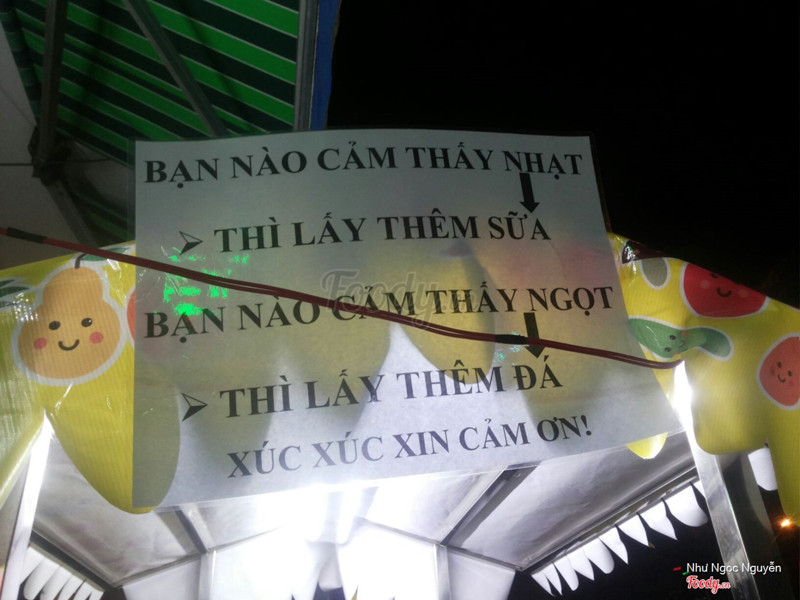 BẠN NÀO CẢM THẤY NHẠT
THÌ LẤY THÊM SỮA
BẠN NÀO CẢM THẤY NGỌT
THÌ LẤY THÊM ĐÁ
XÚC XÚC XIN CẢM ƠN!
Foody.vn
Như Ngọc Nguyễn
Foody.vn